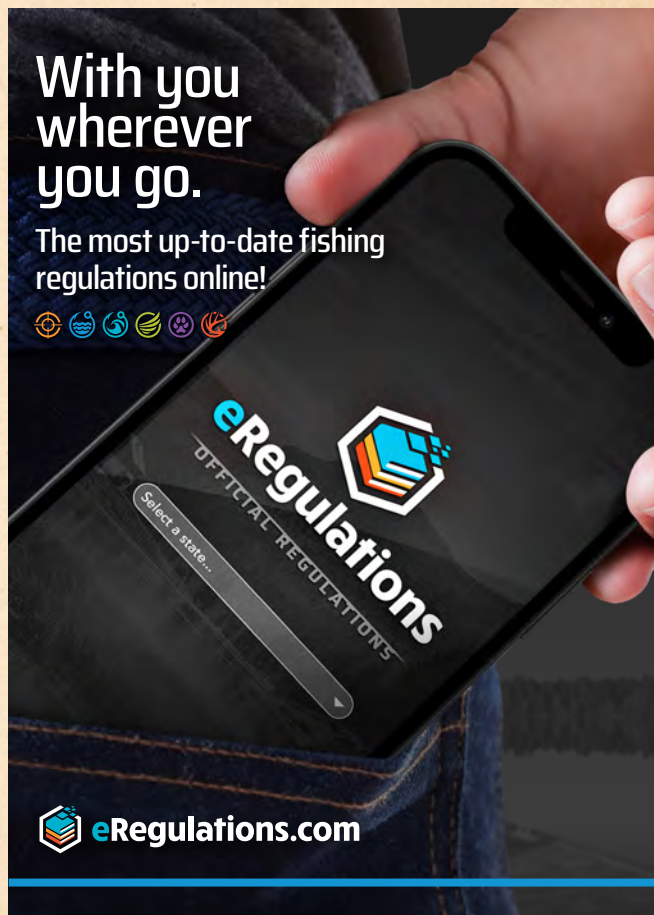 With you
wherever
you go.
The most up-to-date fishing
regulations online!
eRegulations
OFFICIAL REGULATIONS
Select a state...
eRegulations.com